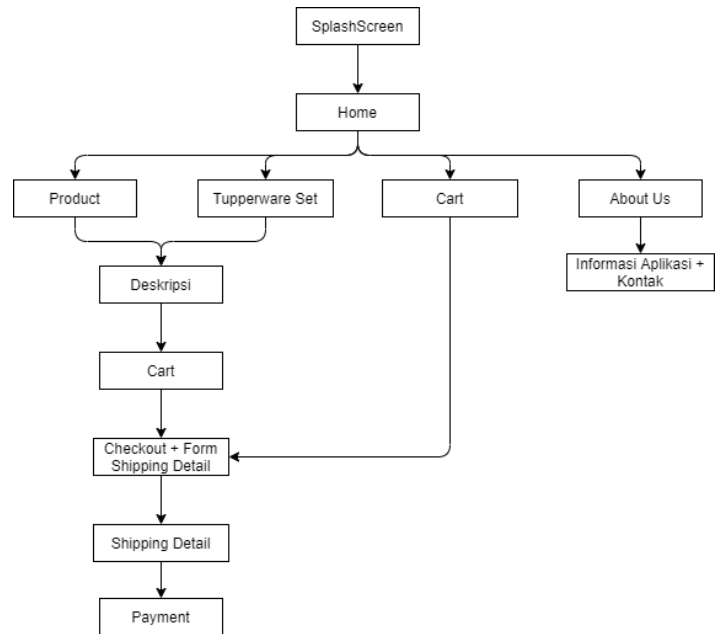 SplashScreen
Home
Product
Tupperware Set
Cart
About Us
Informasi Aplikasi +
Kontak
Deskripsi
Cart
Checkout + Form
Shipping Detail
Shipping Detail
Payment